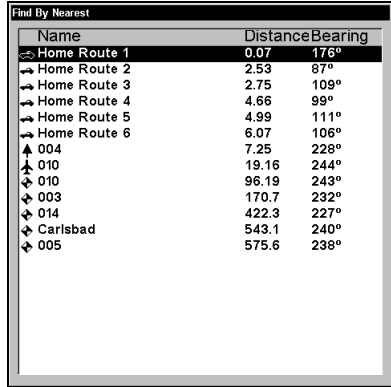 Find By Nearest
Name Distance Bearing
Home Route 1 0.07 176º
Home Route 2 2.53 87º
Home Route 3 2.75 109º
Home Route 4 4.66 99º
Home Route 5 4.99 111º
Home Route 6 6.07 106º
004 7.25 228º
010 19.16 244º
010 96.19 243º
003 170.7 232º
014 422.3 227º
Carlsbad 543.1 240º
005 575.6 238º